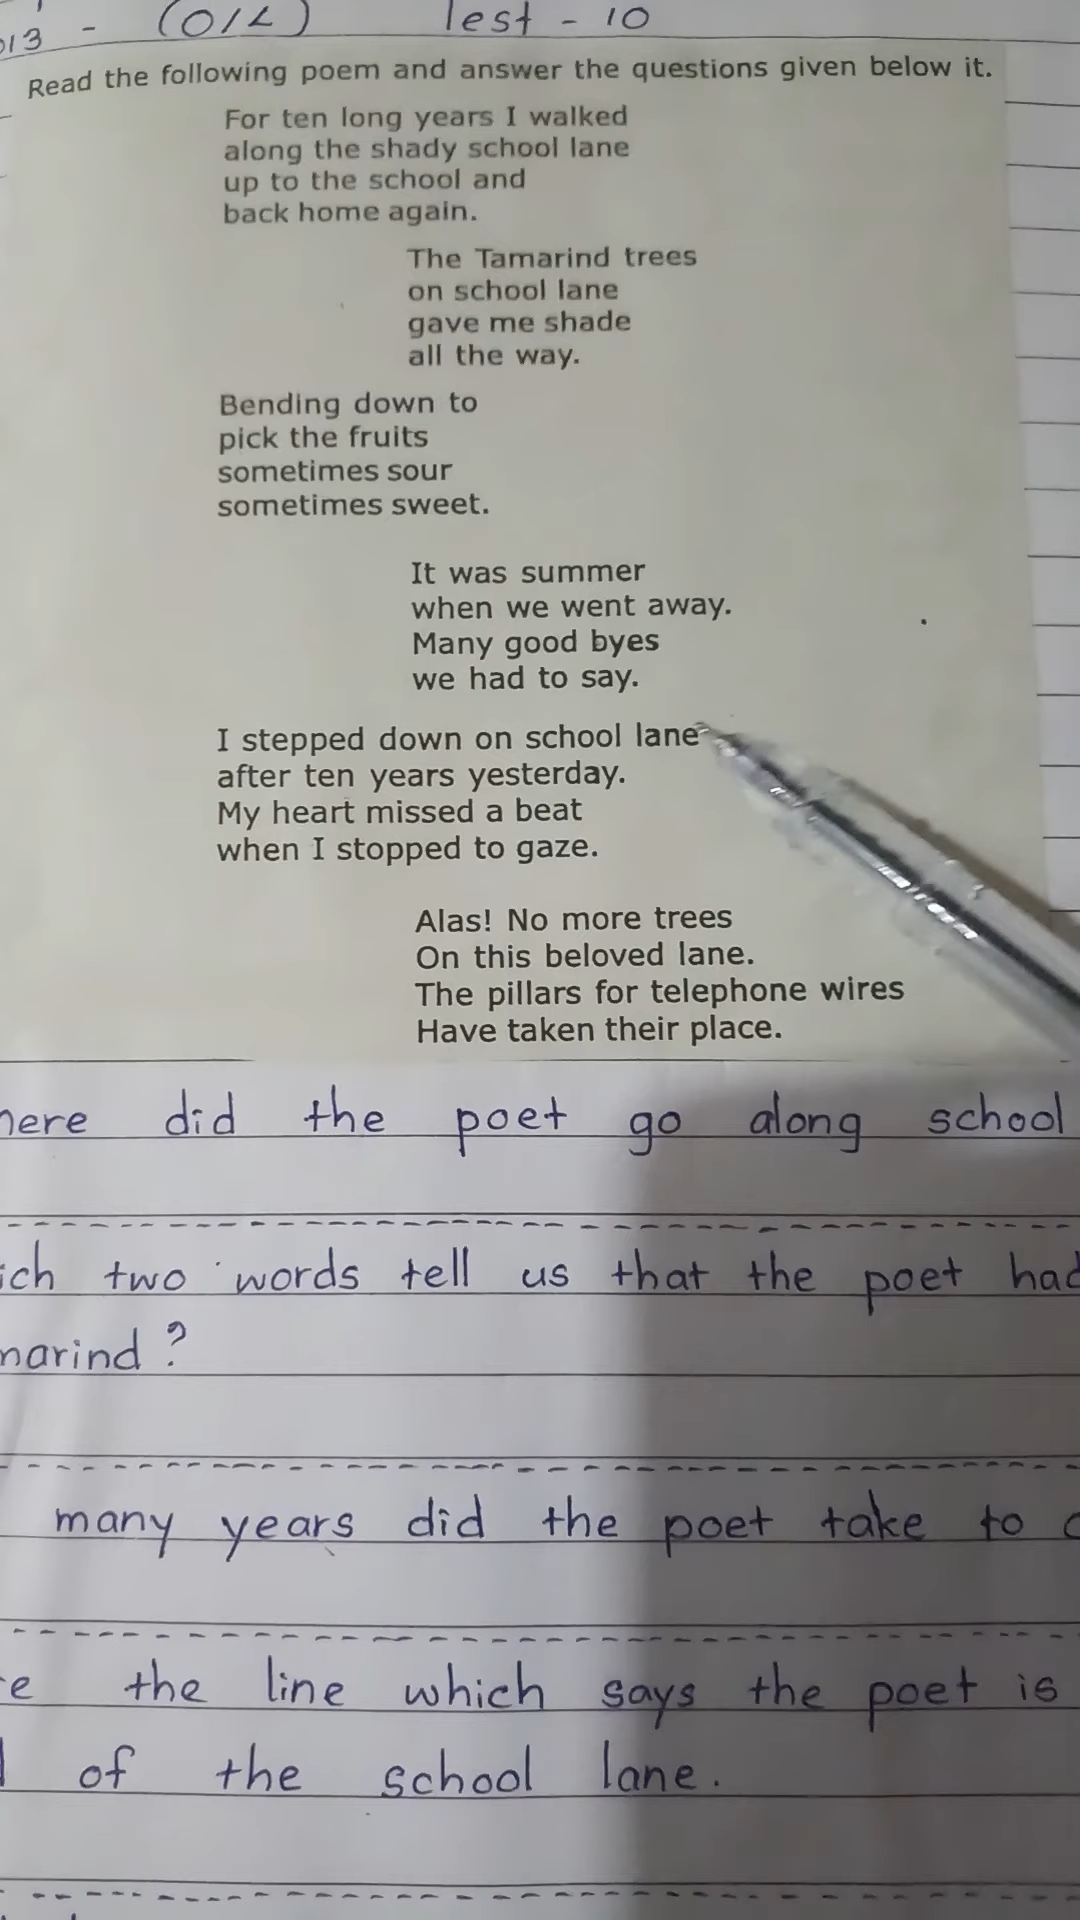 013 - (O/L) Test - 10
Read the following poem and answer the questions given below it.
For ten long years I walked
along the shady school lane
up to the school and
back home again.
The Tamarind trees
on school lane
gave me shade
all the way.
Bending down to
pick the fruits
sometimes sour
sometimes sweet.
It was summer
when we went away.
Many good byes
we had to say.
I stepped down on school lane
after ten years yesterday.
My heart missed a beat
when I stopped to gaze.
Alas! No more trees
On this beloved lane.
The pillars for telephone wires
Have taken their place.
here did the poet go along school
ich two words tell us that the poet had
marind ?
many years did the poet take to
e the line which says the poet is
of the school lane.